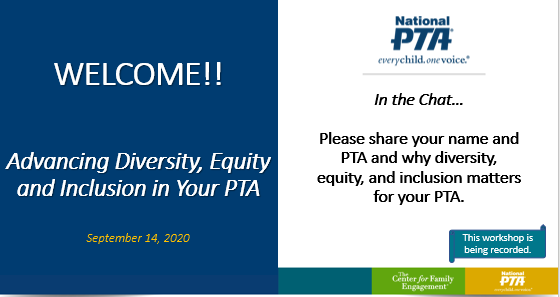 WELCOME!!
Advancing Diversity, Equity
and Inclusion in Your PTA
September 14, 2020
National
PTA®
everychild.onevoice.®
In the Chat...
Please share your name and
PTA and why diversity,
equity, and inclusion matters
for your PTA.
This workshop is
being recorded.
The
Center for Family
Engagement
National
PTA
everychild.onevoice.